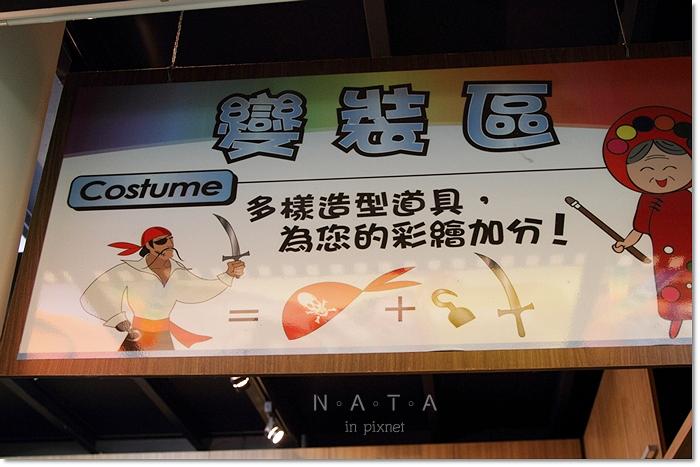 變裝區
Costume
多樣造型道具，
為您的彩繪加分！
=
+
N.A.T.A
in pixnet